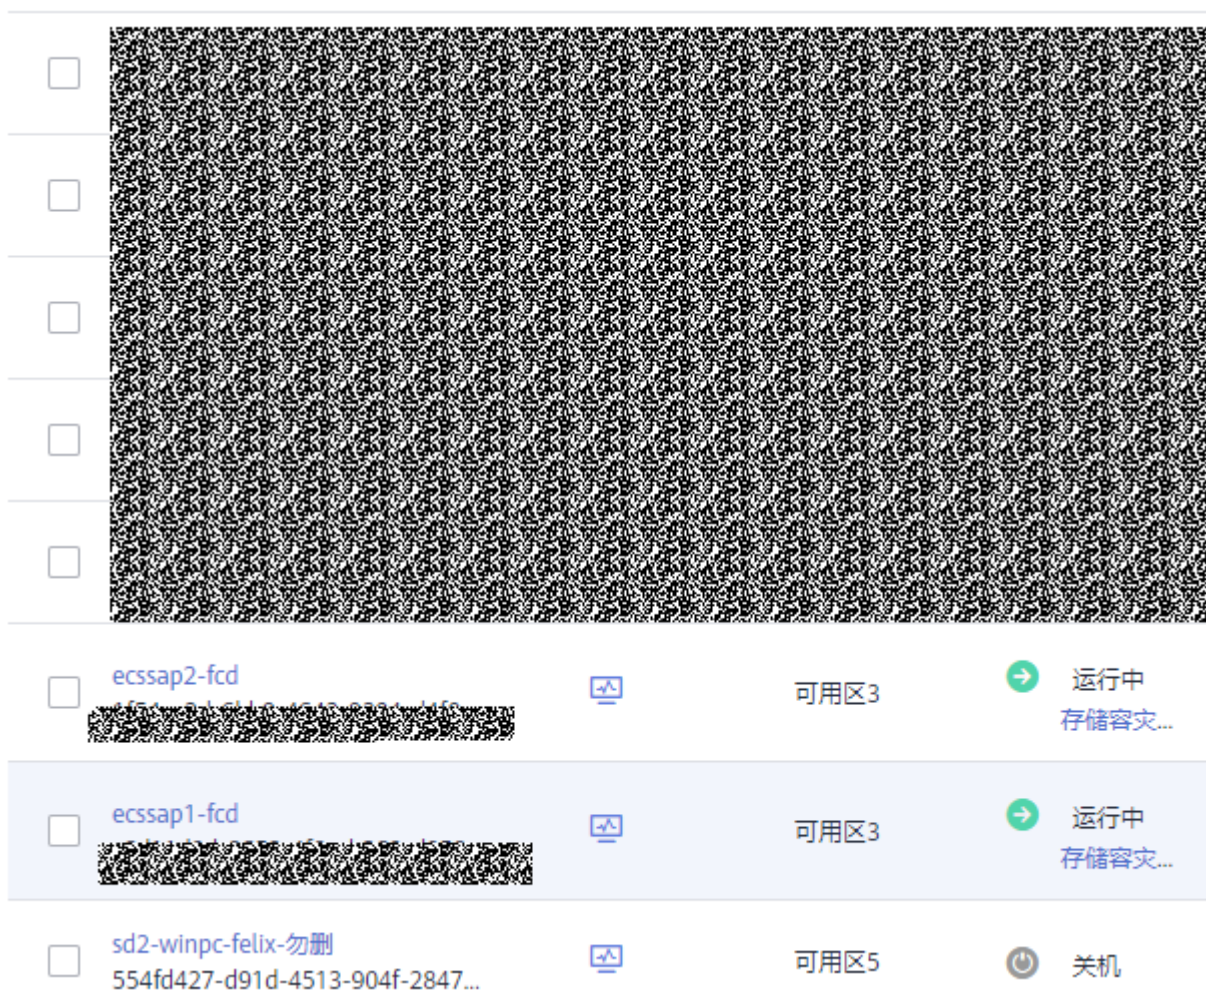 ecssap2-fcd
可用区3
运行中
存储容灾...
ecssap1-fcd
可用区3
运行中
存储容灾...
sd2-winpc-felix-勿删
554fd427-d91d-4513-904f-2847...
可用区5
关机